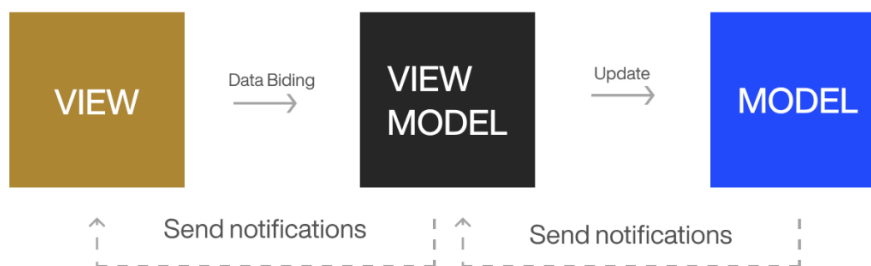 VIEW
Data Biding
VIEW
MODEL
Update
MODEL
Send notifications
Send notifications